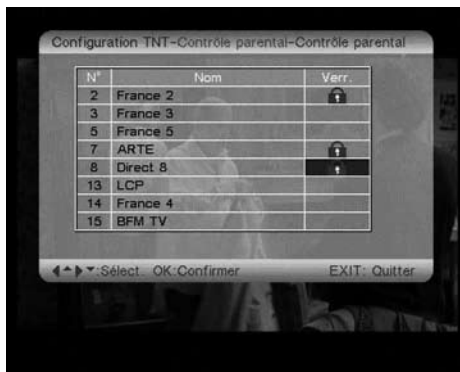 Configuration TNT-Contrôle parental-Contrôle parental
N° Nom Verr.
2 France 2
3 France 3
5 France 5
7 ARTE
8 Direct 8
13 LCP
14 France 4
15 BFM TV
:Sélect. OK:Confirmer EXIT: Quitter